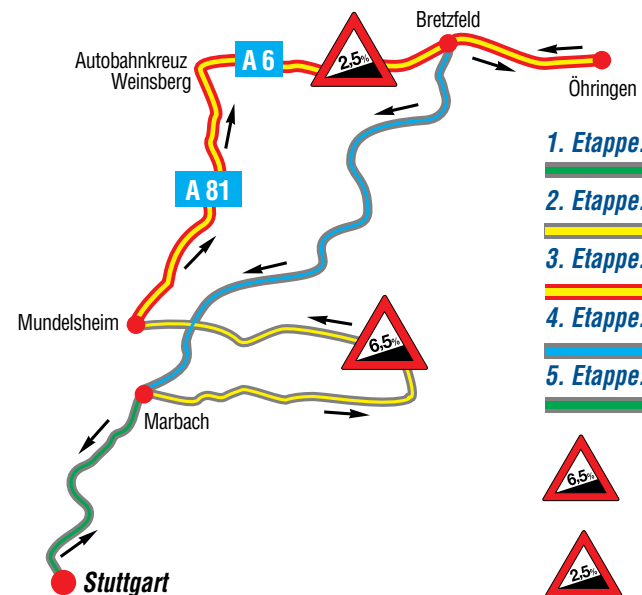 Bretzfeld
Autobahnkreuz
Weinsberg
A 6
2,5%
Öhringen
1. Etappe:
A 81
2. Etappe:
3. Etappe:
Mundelsheim
4. Etappe:
6,5%
5. Etappe:
Marbach
6,5%
2,5%
Stuttgart